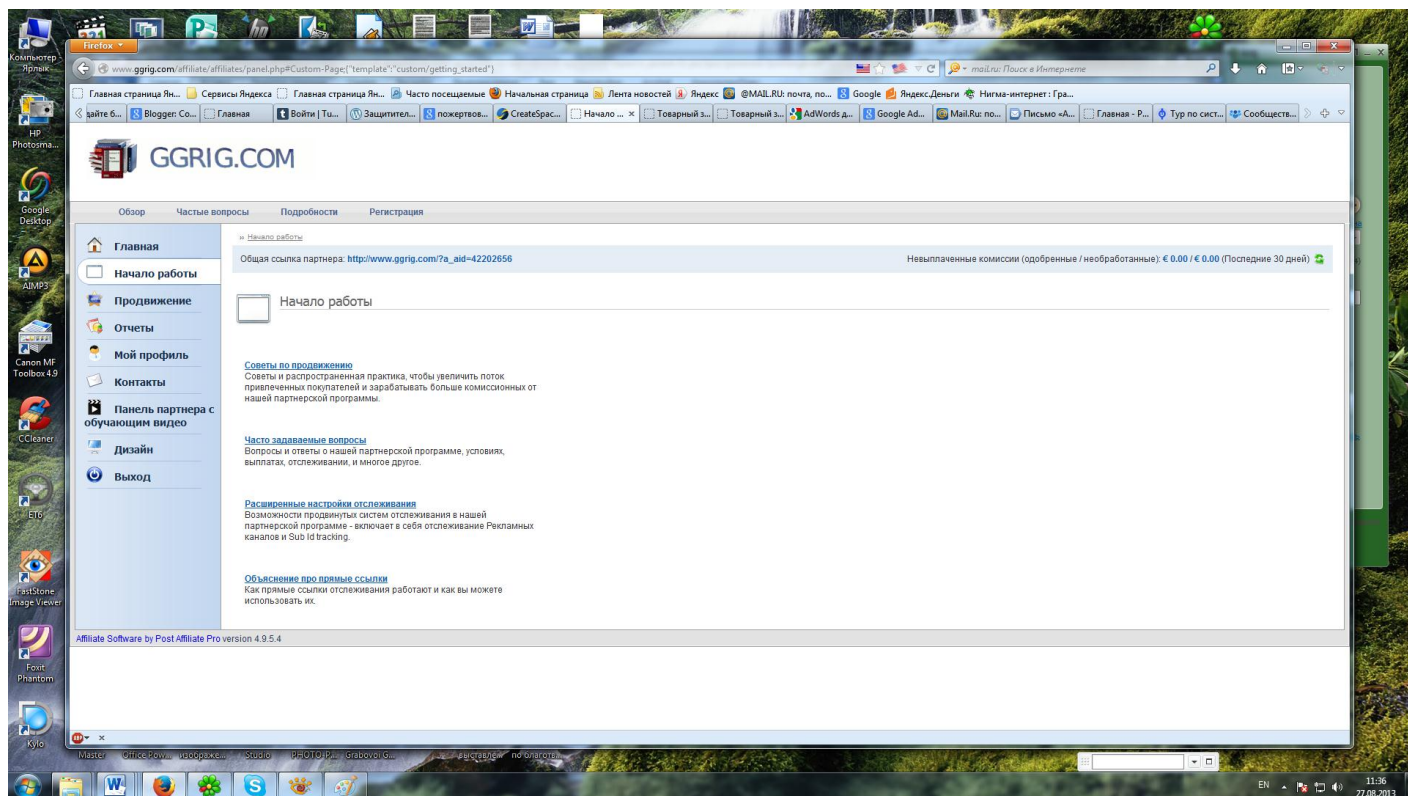 Firefox
www.ggrig.com/affiliate/affiliates/panel.php#Custom-Page;{"template":"custom/getting_started"}
mail.ru: Поиск в Интернете
Главная страница Ян... Сервисы Яндекса Главная страница Ян... Часто посещаемые Начальная страница Лента новостей Яндекс @MAIL.RU: почта, по... Google Яндекс.Деньги Нигма-интернет: Гра...
дайте б... Blogger: Co... Главная Войти | Tu... Защитител... пожертвов... CreateSpac... Начало ... Товарный з... Товарный з... AdWords д... Google Ad... Mail.Ru: по... Письмо «А... Главная - Р... Тур по сист... Сообществ...
GGRIG.COM
Обзор Частые вопросы Подробности Регистрация
Главная
Начало работы
Продвижение
Отчеты
Мой профиль
Контакты
Панель партнера с
обучающим видео
Дизайн
Выход
» Начало работы
Общая ссылка партнера: http://www.ggrig.com/?a_aid=42202656
Невыплаченные комиссии (одобренные / необработанные): € 0.00 / € 0.00 (Последние 30 дней)
Начало работы
Советы по продвижению
Советы и распространенная практика, чтобы увеличить поток
привлеченных покупателей и зарабатывать больше комиссионных от
нашей партнерской программы.
Часто задаваемые вопросы
Вопросы и ответы о нашей партнерской программе, условиях,
выплатах, отслеживании, и многое другое.
Расширенные настройки отслеживания
Возможности продвинутых систем отслеживания в нашей
партнерской программе - включает в себя отслеживание Рекламных
каналов и Sub Id tracking.
Объяснение про прямые ссылки
Как прямые ссылки отслеживания работают и как вы можете
использовать их.
Affiliate Software by Post Affiliate Pro version 4.9.5.4
Компьютер -
Ярлык
HP
Photosma...
Google
Desktop
AIMP3
Canon MF
Toolbox 4.9
CCleaner
ET6
FastStone
Image Viewer
Foxit
Phantom
Kylo
Master Office Pow... изображе... Studio PHOTO-P... Grabovoi G...
EN
11:36
27.08.2013